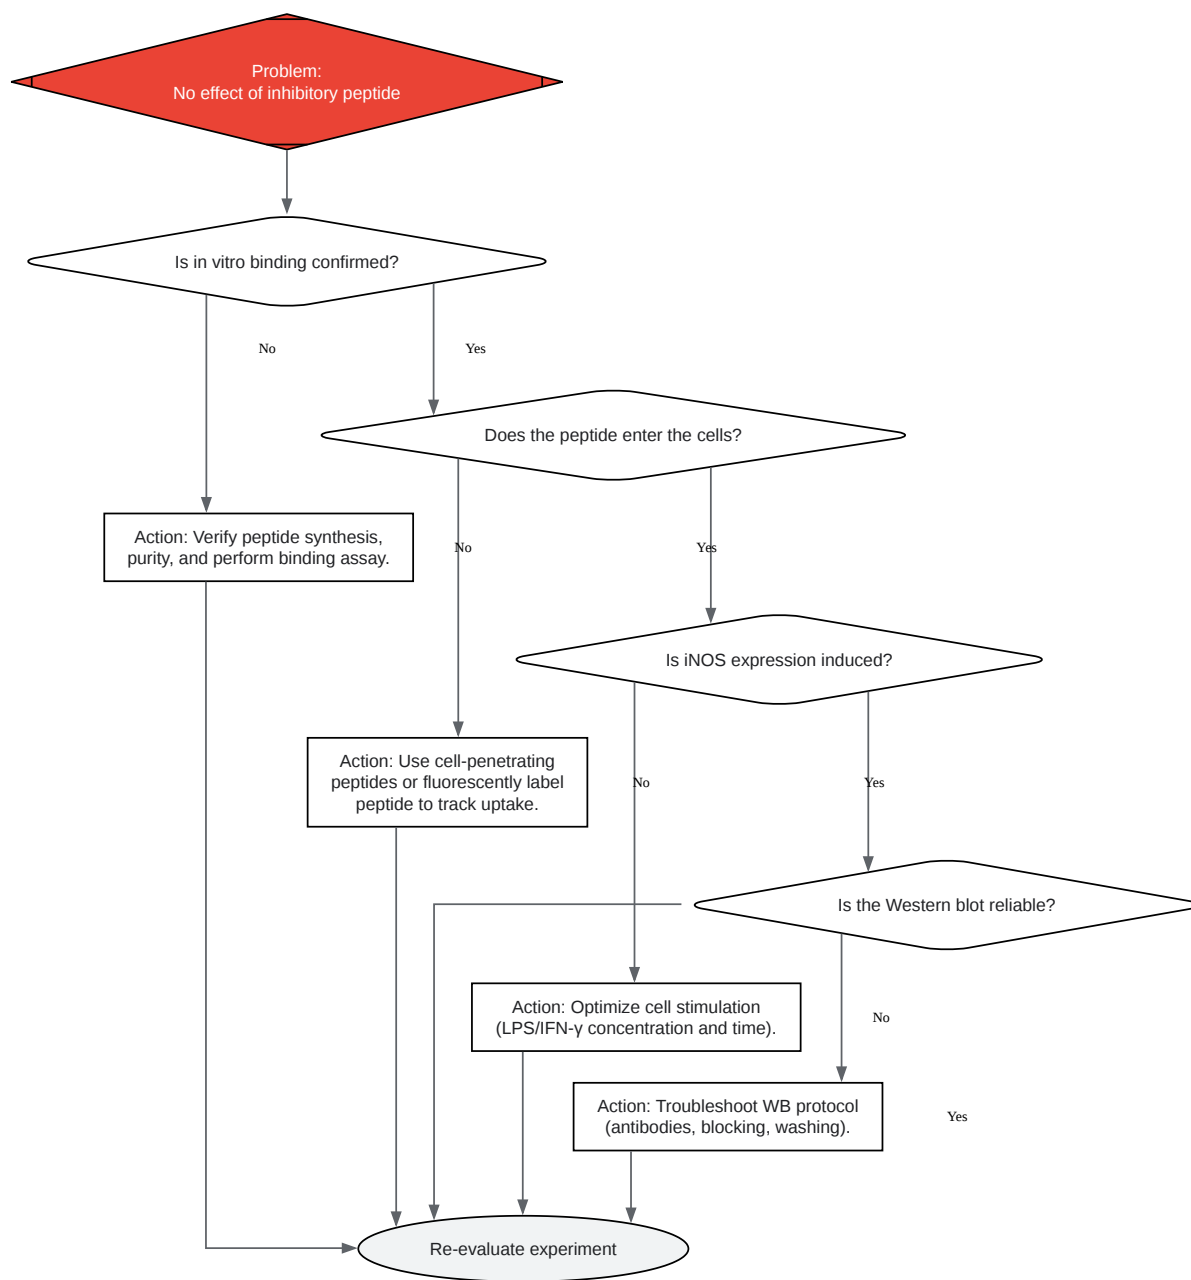 Problem:
No effect of inhibitory peptide
Is in vitro binding confirmed?
No
Yes
Does the peptide enter the cells?
Action: Verify peptide synthesis,
purity, and perform binding assay.
No
Yes
Is iNOS expression induced?
Action: Use cell-penetrating
peptides or fluorescently label
peptide to track uptake.
No
Yes
Is the Western blot reliable?
Action: Optimize cell stimulation
(LPS/IFN-γ concentration and time).
No
Action: Troubleshoot WB protocol
(antibodies, blocking, washing).
Yes
Re-evaluate experiment